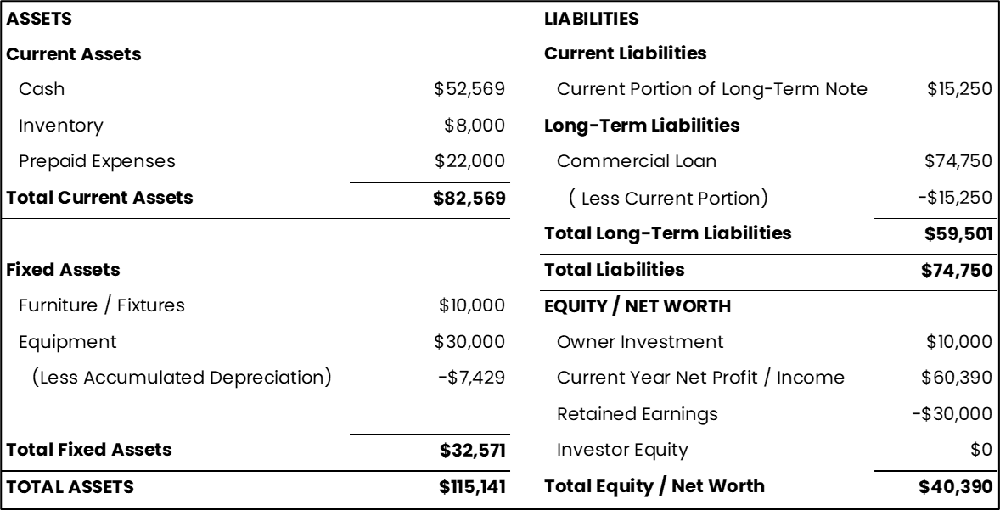 ASSETS
Current Assets
Cash $52,569
Inventory $8,000
Prepaid Expenses $22,000
Total Current Assets $82,569
Fixed Assets
Furniture / Fixtures $10,000
Equipment $30,000
(Less Accumulated Depreciation) -$7,429
Total Fixed Assets $32,571
TOTAL ASSETS $115,141
LIABILITIES
Current Liabilities
Current Portion of Long-Term Note $15,250
Long-Term Liabilities
Commercial Loan $74,750
( Less Current Portion) -$15,250
Total Long-Term Liabilities $59,501
Total Liabilities $74,750
EQUITY / NET WORTH
Owner Investment $10,000
Current Year Net Profit / Income $60,390
Retained Earnings -$30,000
Investor Equity $0
Total Equity / Net Worth $40,390